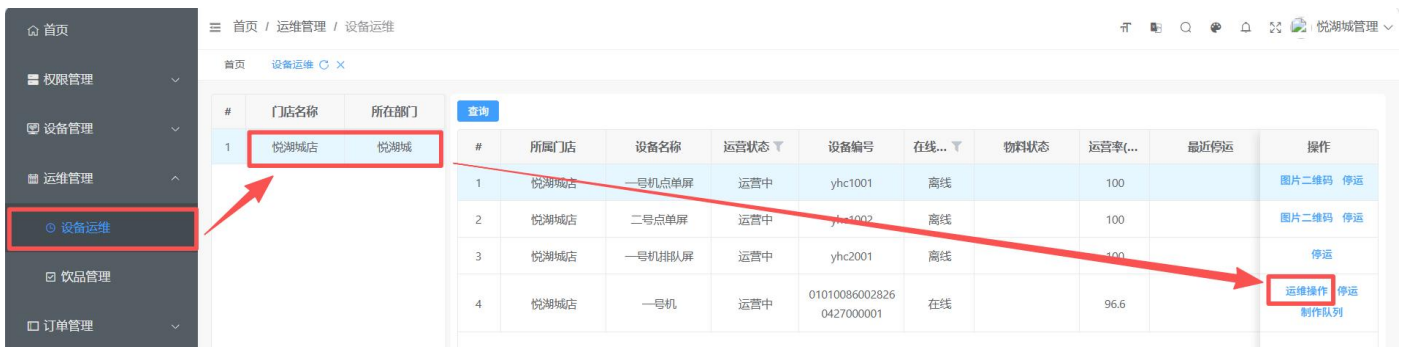 首页
权限管理
设备管理
运维管理
设备运维
饮品管理
订单管理
首页 / 运维管理 / 设备运维
悦湖城管理
首页 设备运维
# 门店名称 所在部门
1 悦湖城店 悦湖城
查询
# 所属门店 设备名称 运营状态 设备编号 在线... 物料状态 运营率(... 最近停运 操作
1 悦湖城店 一号机点单屏 运营中 yhc1001 离线 100 图片二维码 停运
2 悦湖城店 二号点单屏 运营中 yhc1002 离线 100 图片二维码 停运
3 悦湖城店 一号机排队屏 运营中 yhc2001 离线 100 停运
4 悦湖城店 一号机 运营中 01010086002826 在线 96.6 运维操作 停运
0427000001 制作队列